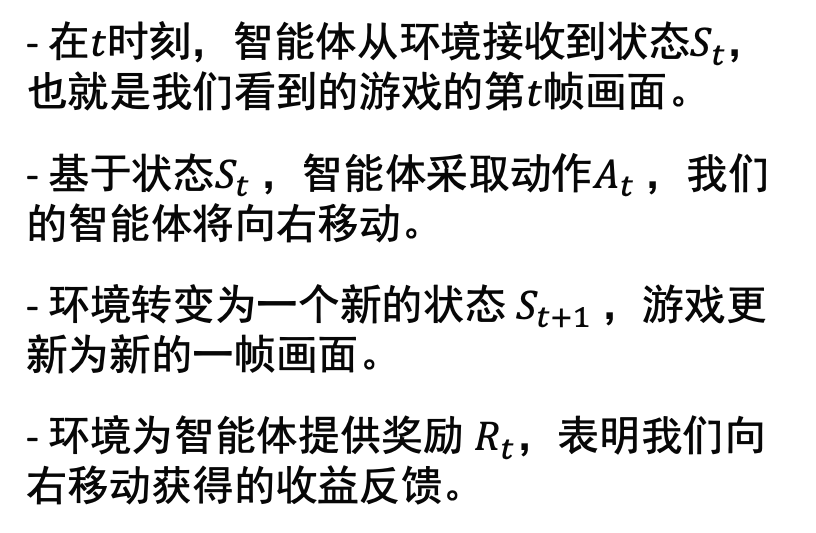 - 在t时刻，智能体从环境接收到状态Sₜ，
也就是我们看到的游戏的第t帧画面。
- 基于状态Sₜ ，智能体采取动作Aₜ ，我们
的智能体将向右移动。
- 环境转变为一个新的状态 Sₜ₊₁ ，游戏更
新为新的一帧画面。
- 环境为智能体提供奖励 Rₜ，表明我们向
右移动获得的收益反馈。